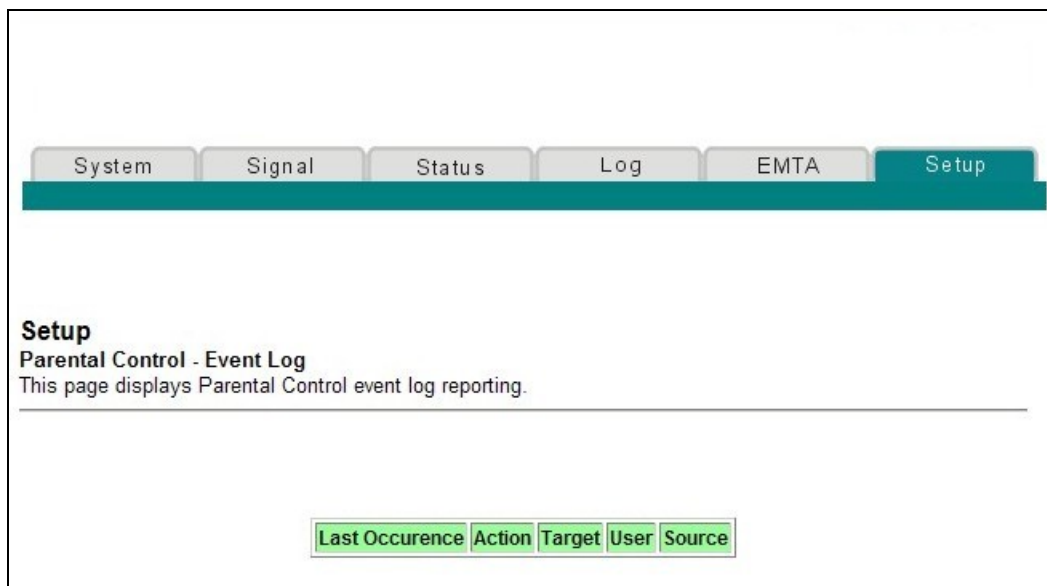 System Signal Status Log EMTA Setup
Setup
Parental Control - Event Log
This page displays Parental Control event log reporting.
Last Occurence Action Target User Source